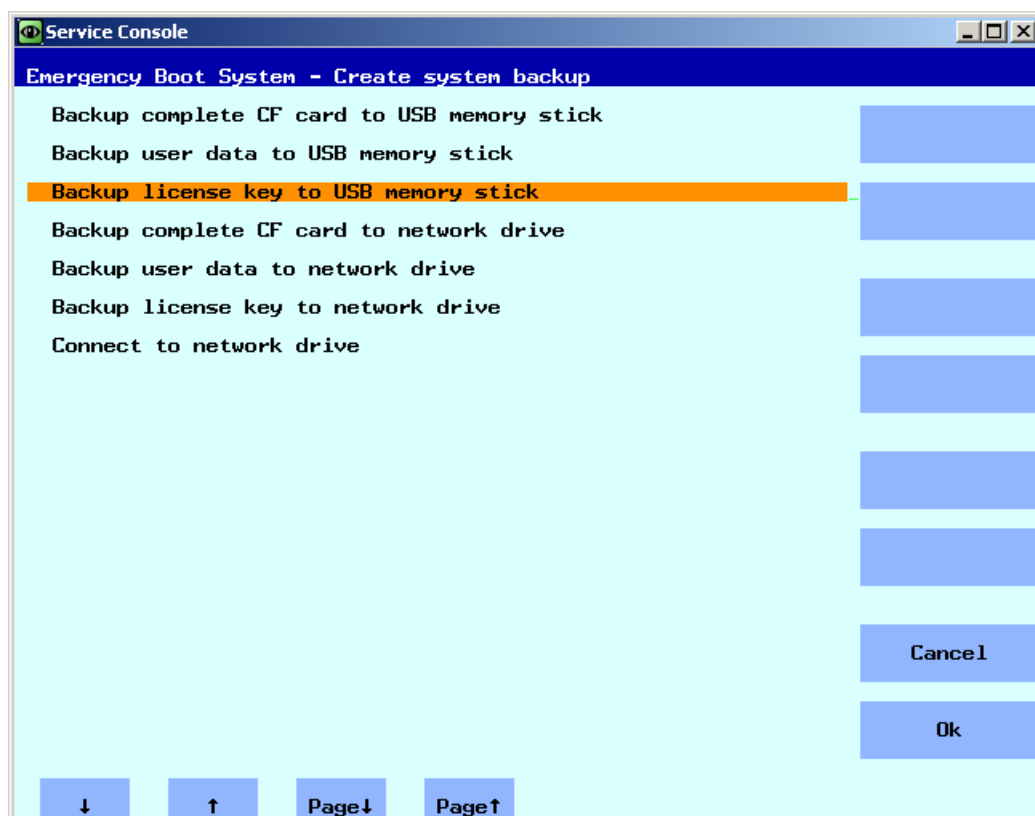 Service Console
Emergency Boot System - Create system backup
Backup complete CF card to USB memory stick
Backup user data to USB memory stick
Backup license key to USB memory stick
Backup complete CF card to network drive
Backup user data to network drive
Backup license key to network drive
Connect to network drive
Cancel
Ok
↓ ↑ Page↓ Page↑